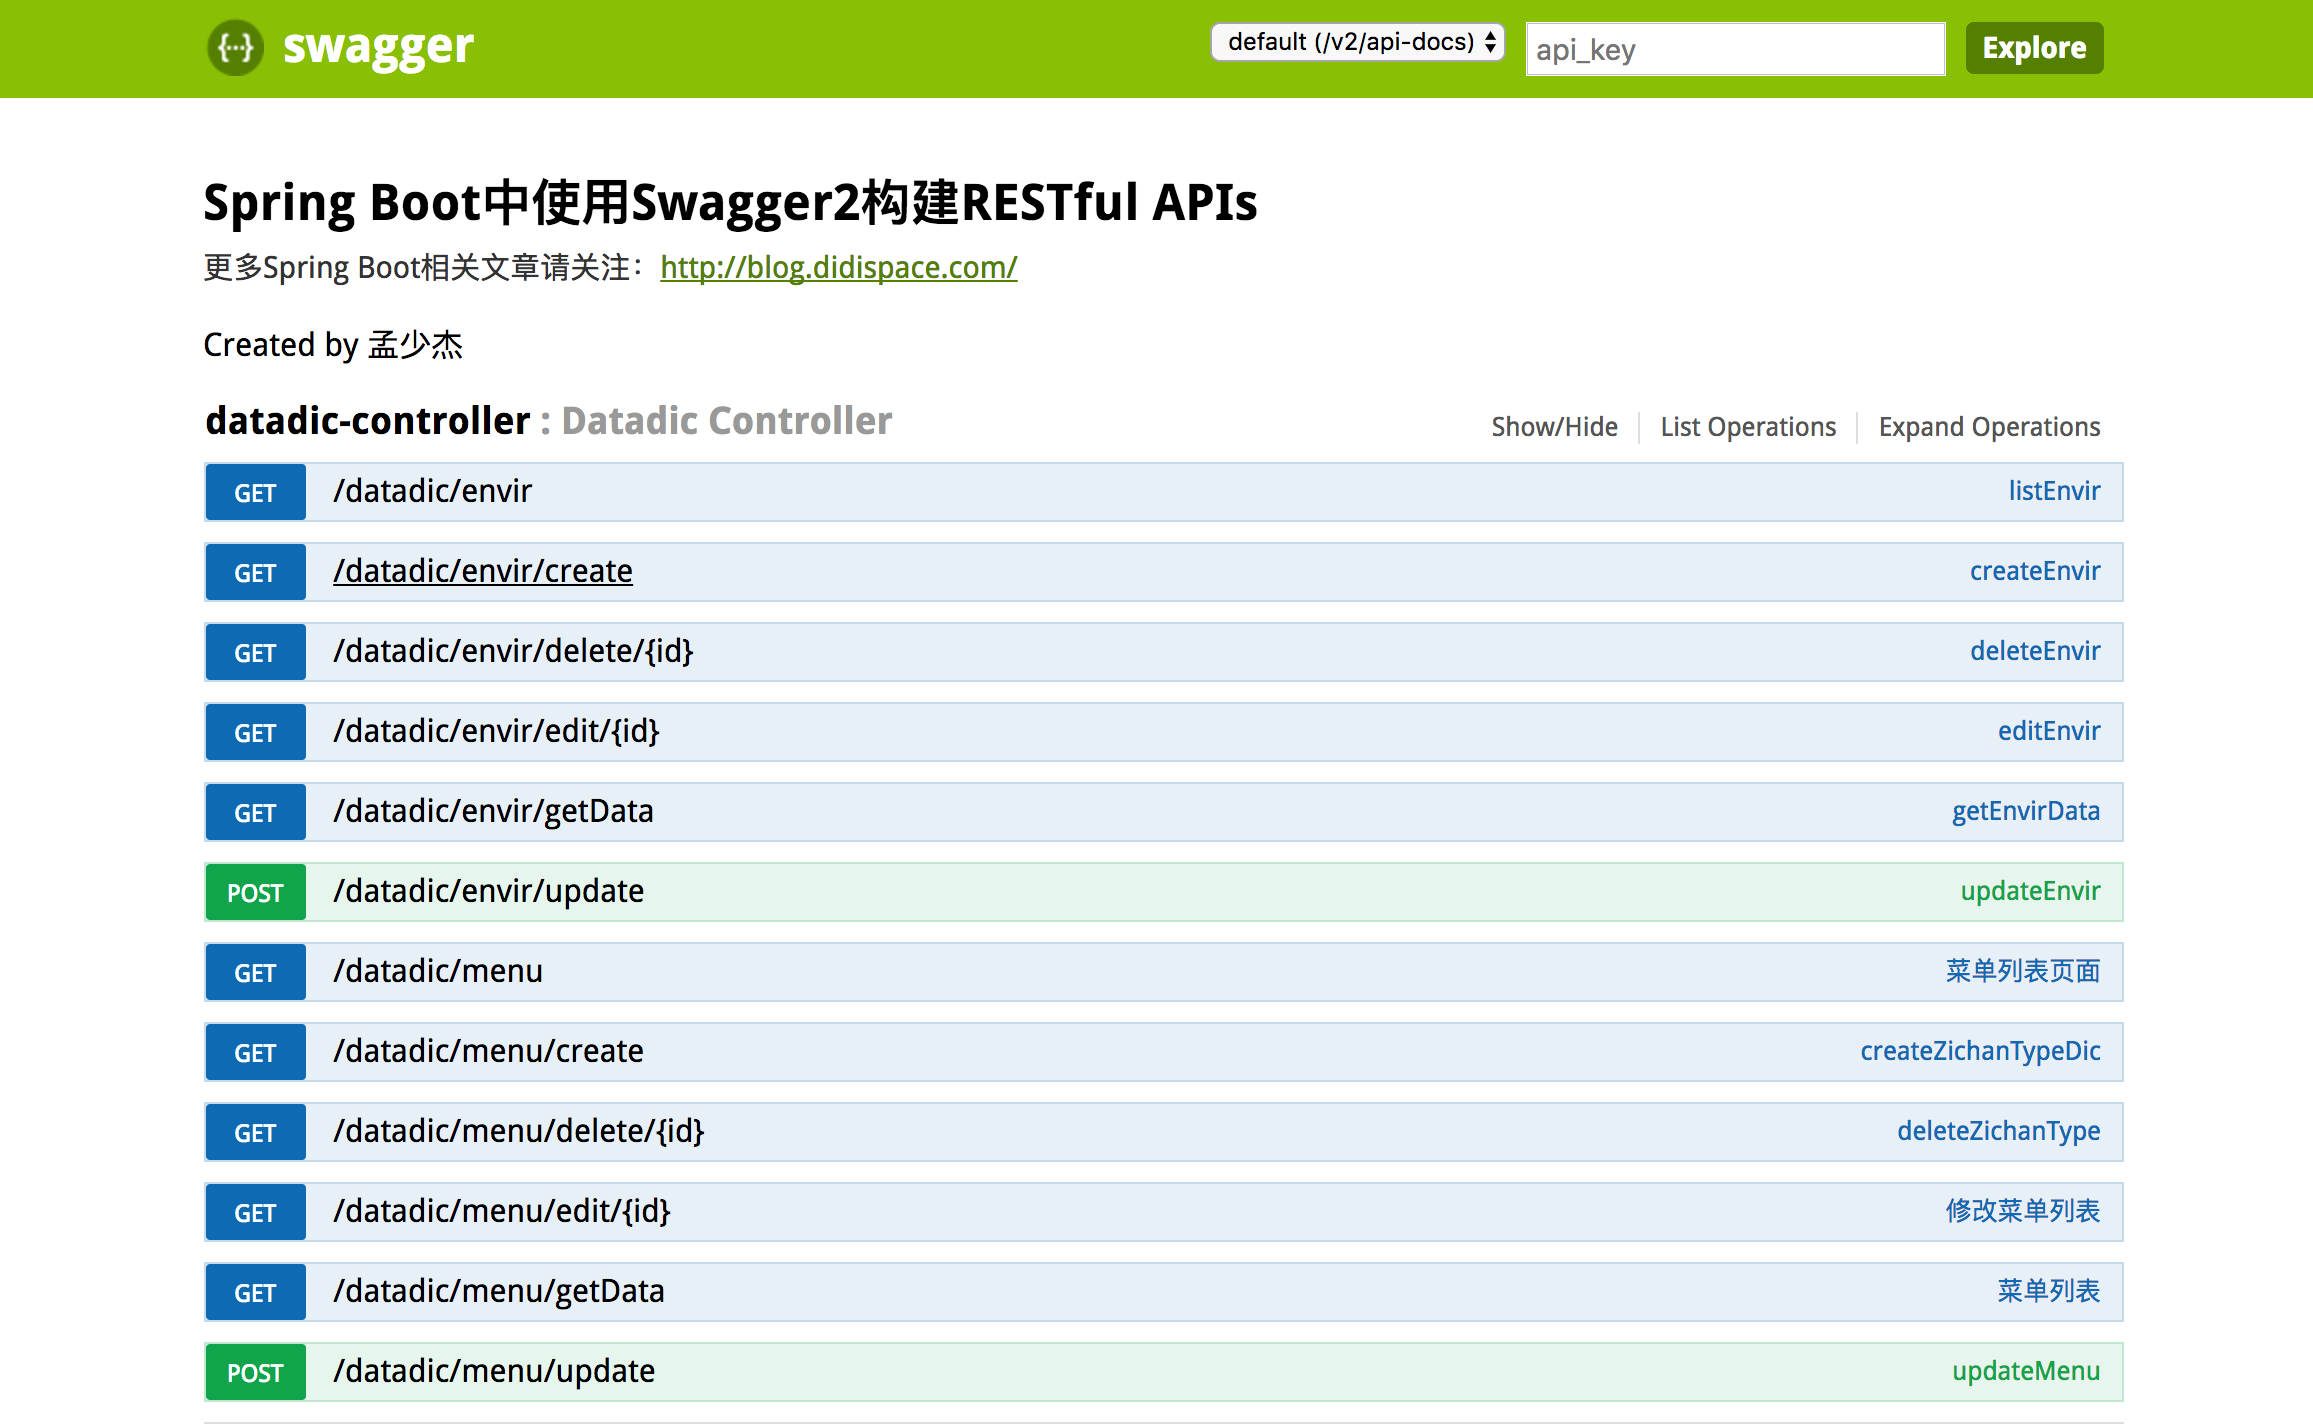 {···} swagger
default (/v2/api-docs)
api_key
Explore
Spring Boot中使用Swagger2构建RESTful APIs
更多Spring Boot相关文章请关注：http://blog.didispace.com/
Created by 孟少杰
datadic-controller : Datadic Controller
Show/Hide
List Operations
Expand Operations
GET /datadic/envir listEnvir
GET /datadic/envir/create createEnvir
GET /datadic/envir/delete/{id} deleteEnvir
GET /datadic/envir/edit/{id} editEnvir
GET /datadic/envir/getData getEnvirData
POST /datadic/envir/update updateEnvir
GET /datadic/menu 菜单列表页面
GET /datadic/menu/create createZichanTypeDic
GET /datadic/menu/delete/{id} deleteZichanType
GET /datadic/menu/edit/{id} 修改菜单列表
GET /datadic/menu/getData 菜单列表
POST /datadic/menu/update updateMenu